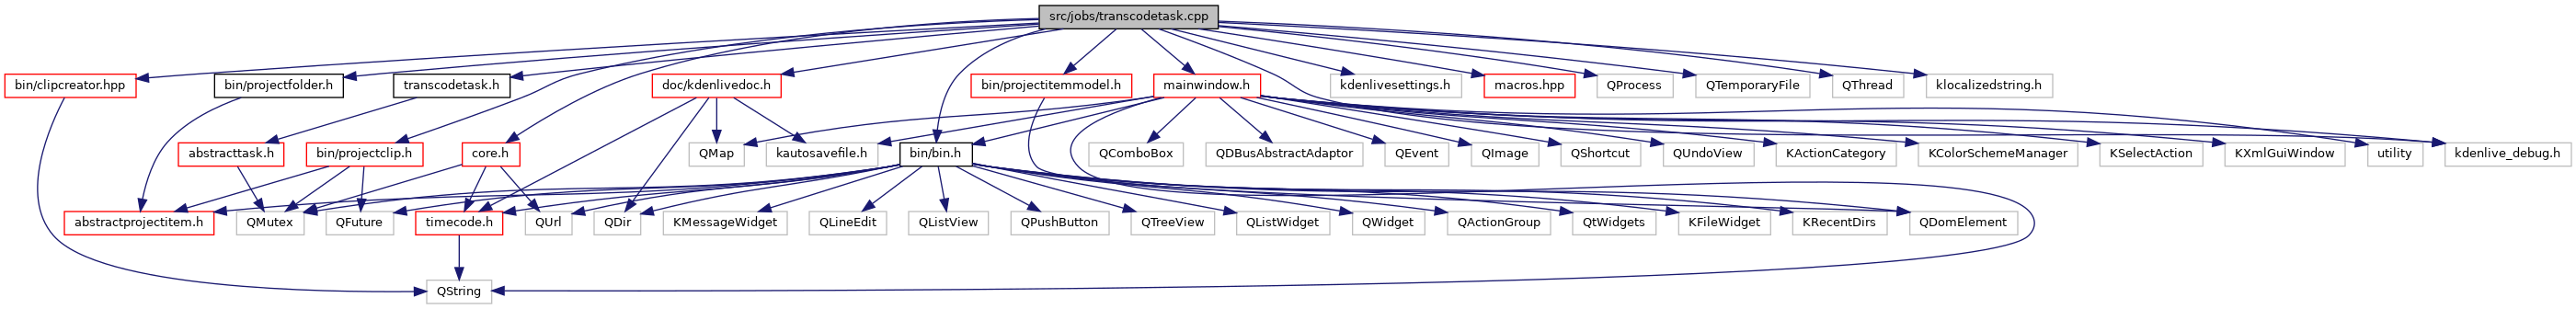 src/jobs/transcodetask.cpp
bin/clipcreator.hpp
bin/projectfolder.h
transcodetask.h
doc/kdenlivedoc.h
bin/projectitemmodel.h
mainwindow.h
kdenlivesettings.h
macros.hpp
QProcess
QTemporaryFile
QThread
klocalizedstring.h
abstracttask.h
bin/projectclip.h
core.h
QMap
kautosavefile.h
bin/bin.h
QComboBox
QDBusAbstractAdaptor
QEvent
QImage
QShortcut
QUndoView
KActionCategory
KColorSchemeManager
KSelectAction
KXmlGuiWindow
utility
kdenlive_debug.h
abstractprojectitem.h
QMutex
QFuture
timecode.h
QUrl
QDir
KMessageWidget
QLineEdit
QListView
QPushButton
QTreeView
QListWidget
QWidget
QActionGroup
QtWidgets
KFileWidget
KRecentDirs
QDomElement
QString